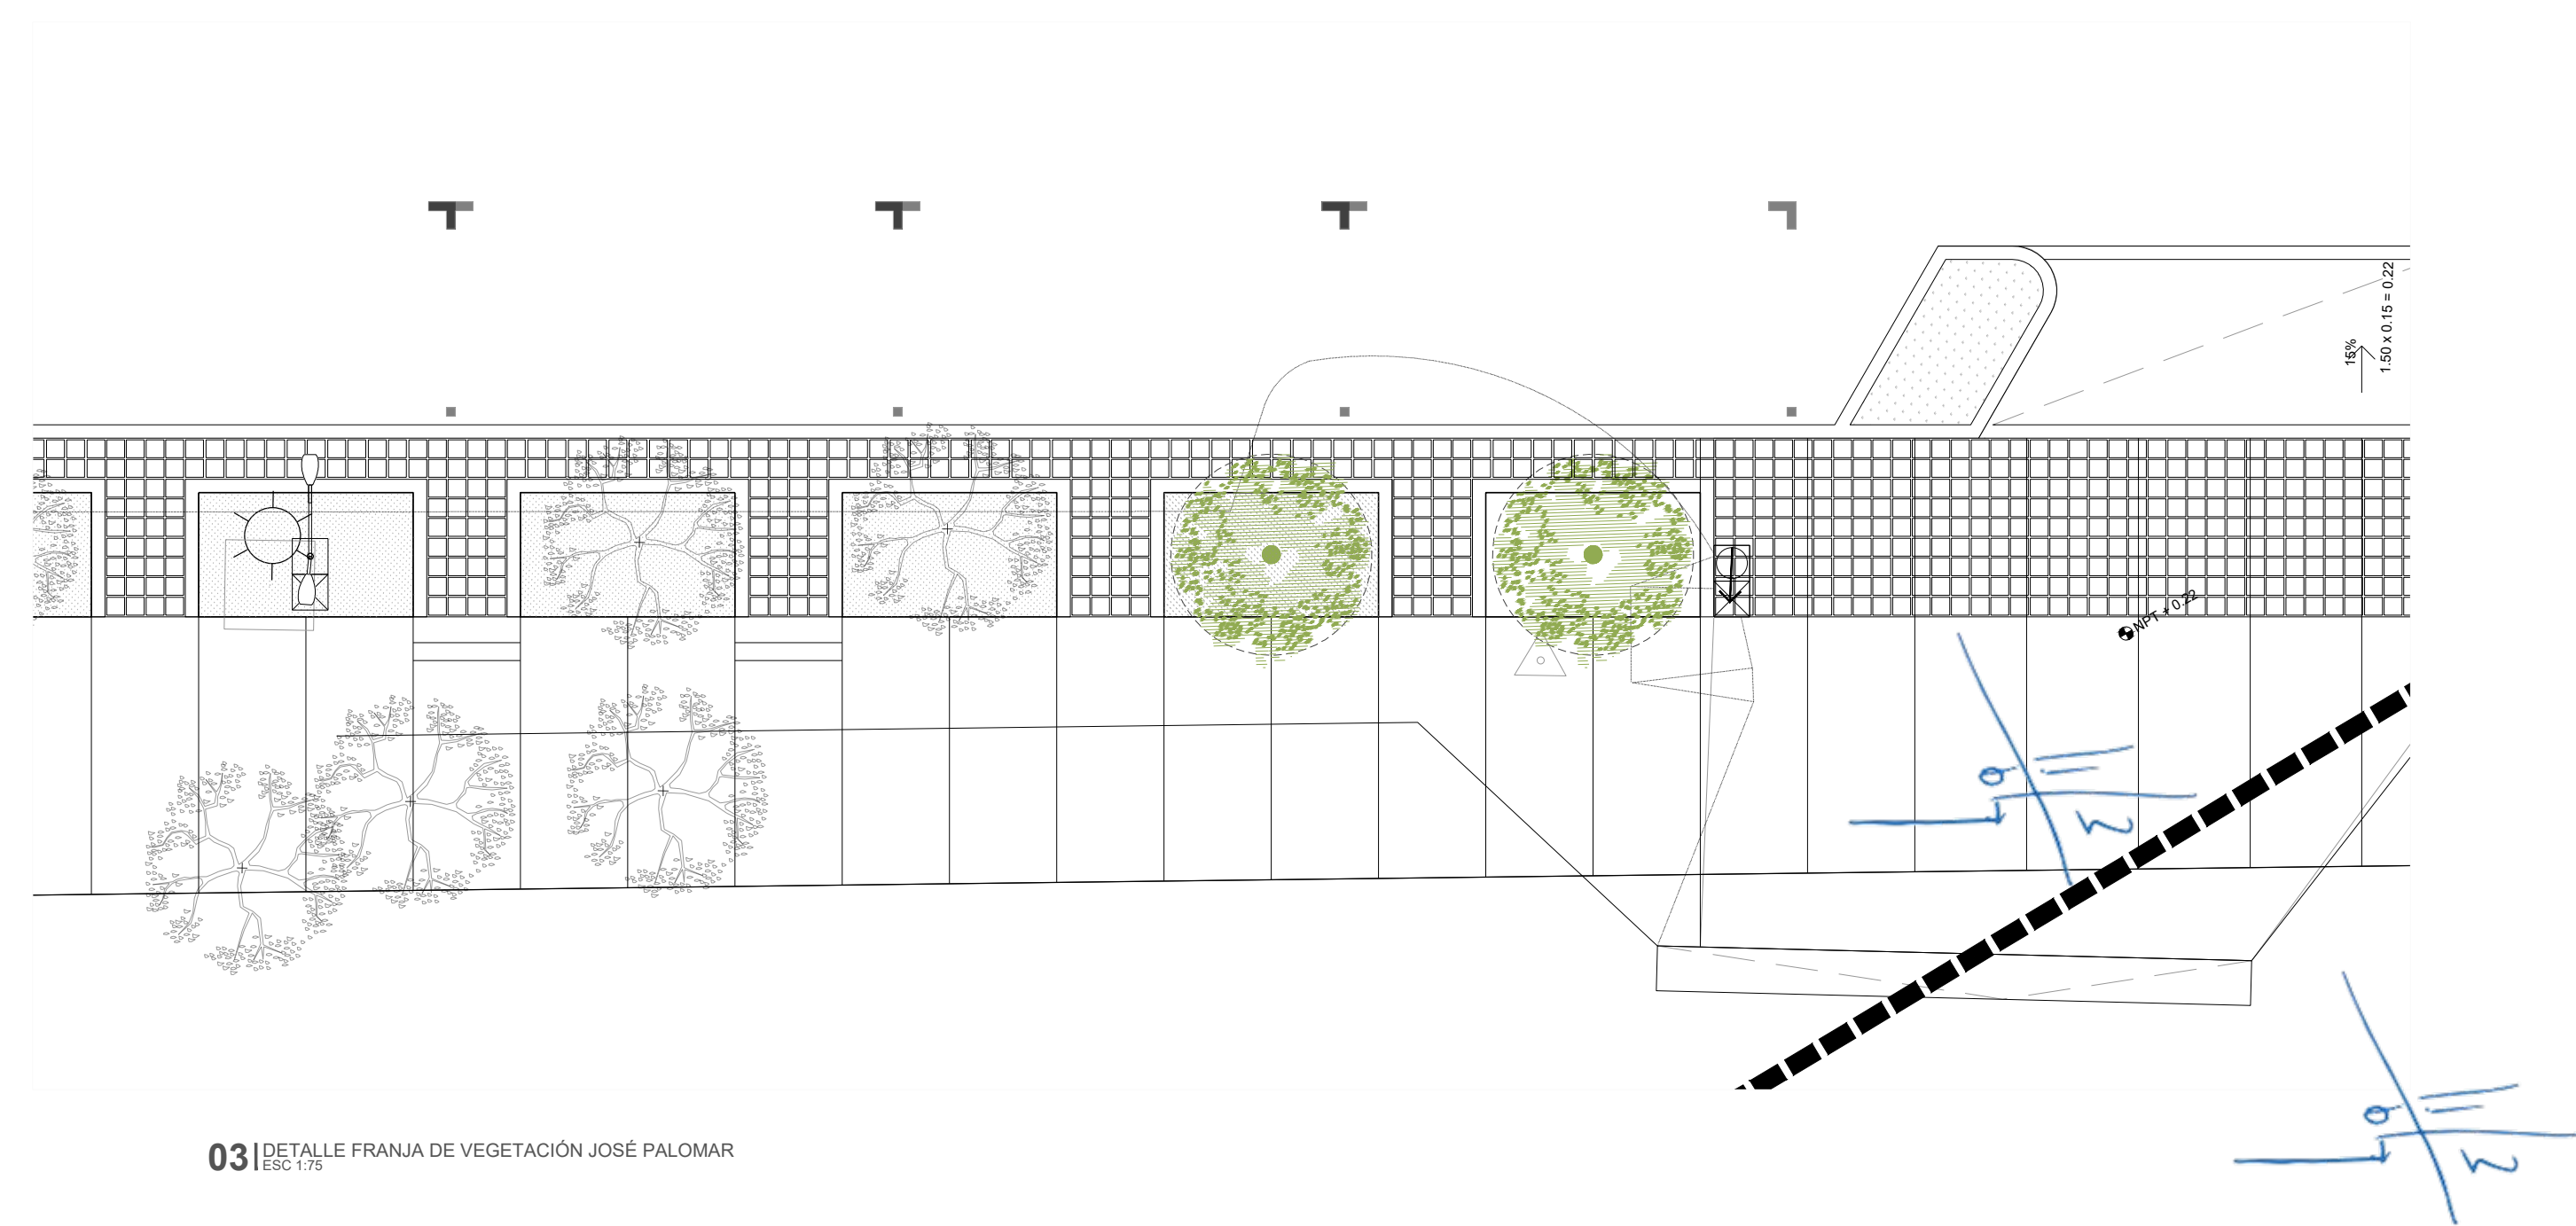 1.50 x 0.15 = 0.22
15%
NPT + 0.22
03
DETALLE FRANJA DE VEGETACIÓN JOSÉ PALOMAR
ESC 1:75